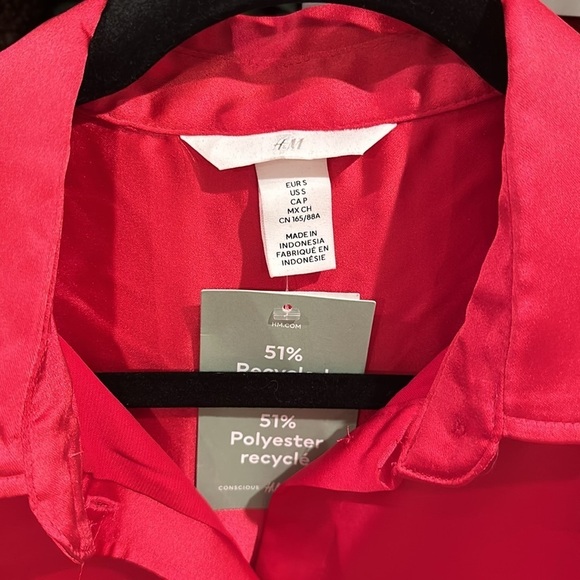 H&M
EUR S
US S
CA P
MX CH
CN 165/88A
MADE IN
INDONESIA
FABRIQUÉ EN
INDONÉSIE
HM.COM
51%
51%
Polyester
recyclé
CONSCIOUS H&M